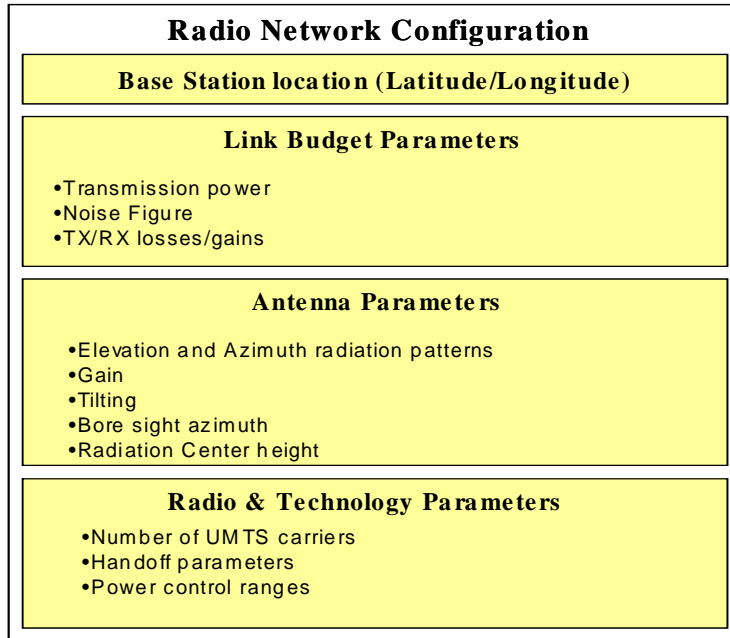 Radio Network Configuration
Base Station location (Latitude/Longitude)
Link Budget Parameters
•Transmission power
•Noise Figure
•TX/RX losses/gains
Antenna Parameters
•Elevation and Azimuth radiation patterns
•Gain
•Tilting
•Bore sight azimuth
•Radiation Center height
Radio & Technology Parameters
•Number of UMTS carriers
•Handoff parameters
•Power control ranges